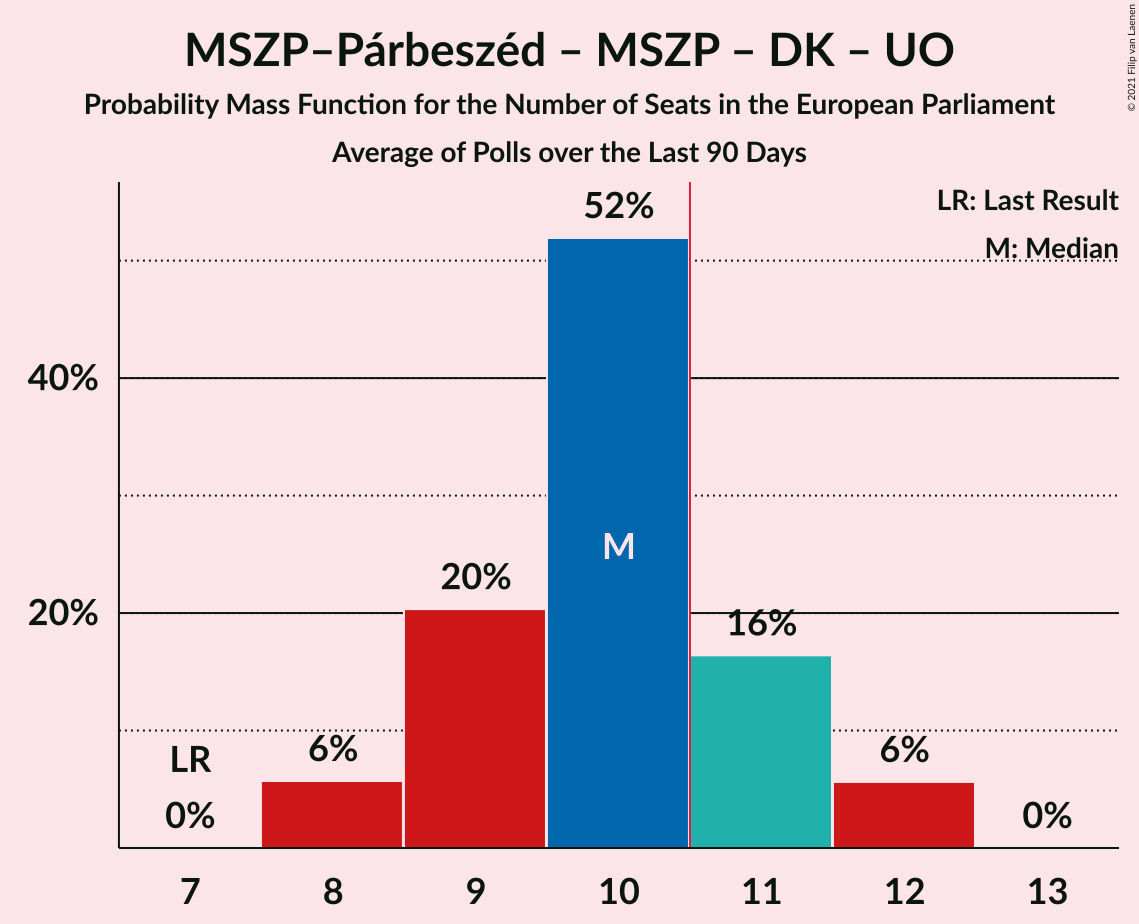 MSZP–Párbeszéd – MSZP – DK – UO
Probability Mass Function for the Number of Seats in the European Parliament
Average of Polls over the Last 90 Days
© 2021 Filip van Laenen
LR: Last Result
M: Median
52%
40%
M
20%
20%
16%
LR
6%
6%
0%
0%
7 8 9 10 11 12 13